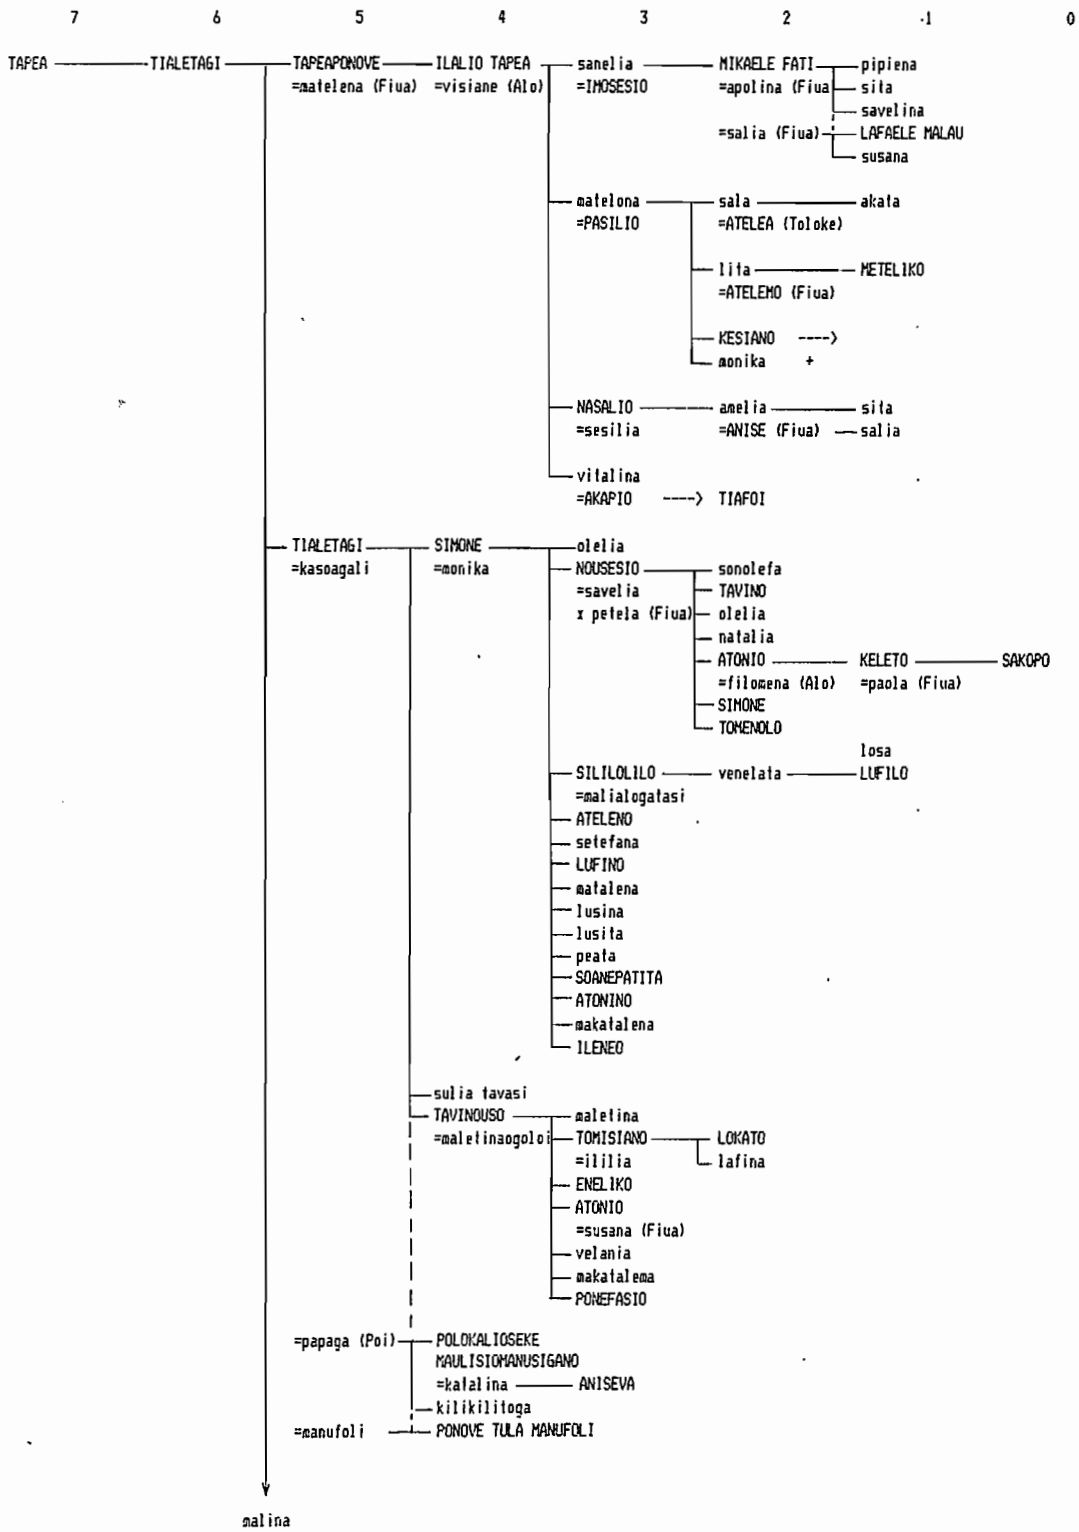 7 6 5 4 3 2 1 0
TAPEA TIALETAGI TAPEAPONOVE ILALIO TAPEA sanelia MIKAELE FATI pipiena
=matelena (Fiua) =visiane (Alo) =IMOSESIO =apolina (Fiua sita
savelina
=salia (Fiua) LAFAELE MALAU
susana
matelona sala akata
=PASILIO =ATELEA (Toloke)
lita METELIKO
=ATELEMO (Fiua)
KESIANO ---->
monika +
NASALIO amelia sita
=sesilia =ANISE (Fiua) salia
vitalina
=AKAPIO ----> TIAFOI
TIALETAGI SIMONE olelia
=kasoagali =monika NOUSESIO sonolefa
=savelia TAVINO
x petela (Fiua) olelia
natalia
ATONIO KELETO SAKOPO
=filomena (Alo) =paola (Fiua)
SIMONE
TOMENOLO
losa
SILILOLILO venelata LUFILO
=malialogatasi
ATELENO
setefana
LUFINO
matalena
lusina
lusita
peata
SOANEPATITA
ATONINO
makatalena
ILENEO
sulia tavasi
TAVINOUSO maletina
=maletinaogoloi TOMISIANO LOKATO
=ililia lafina
ENELIKO
ATONIO
=susana (Fiua)
velania
makatalema
PONEFASIO
=papaga (Poi) POLOKALIOSEKE
MAULISIOMANUSIGANO
=katalina ANISEVA
kilikilitoga
=manufoli PONOVE TULA MANUFOLI
malina